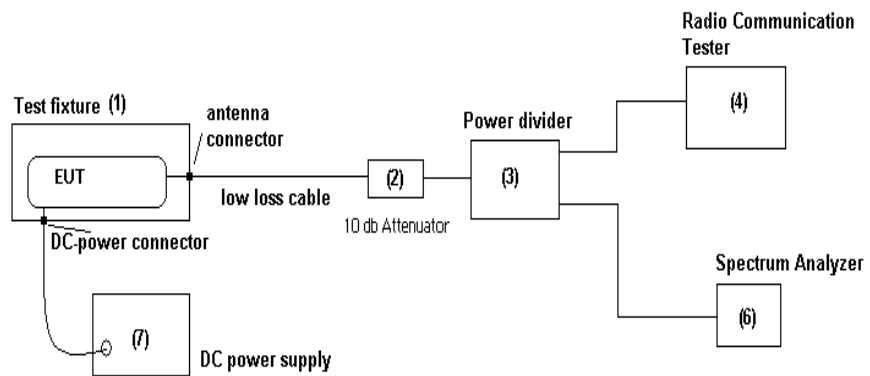 Radio Communication
Tester
(4)
Test fixture (1)
antenna
connector
Power divider
EUT
(2)
(3)
low loss cable
10 db Attenuator
DC-power connector
Spectrum Analyzer
(6)
(7)
DC power supply